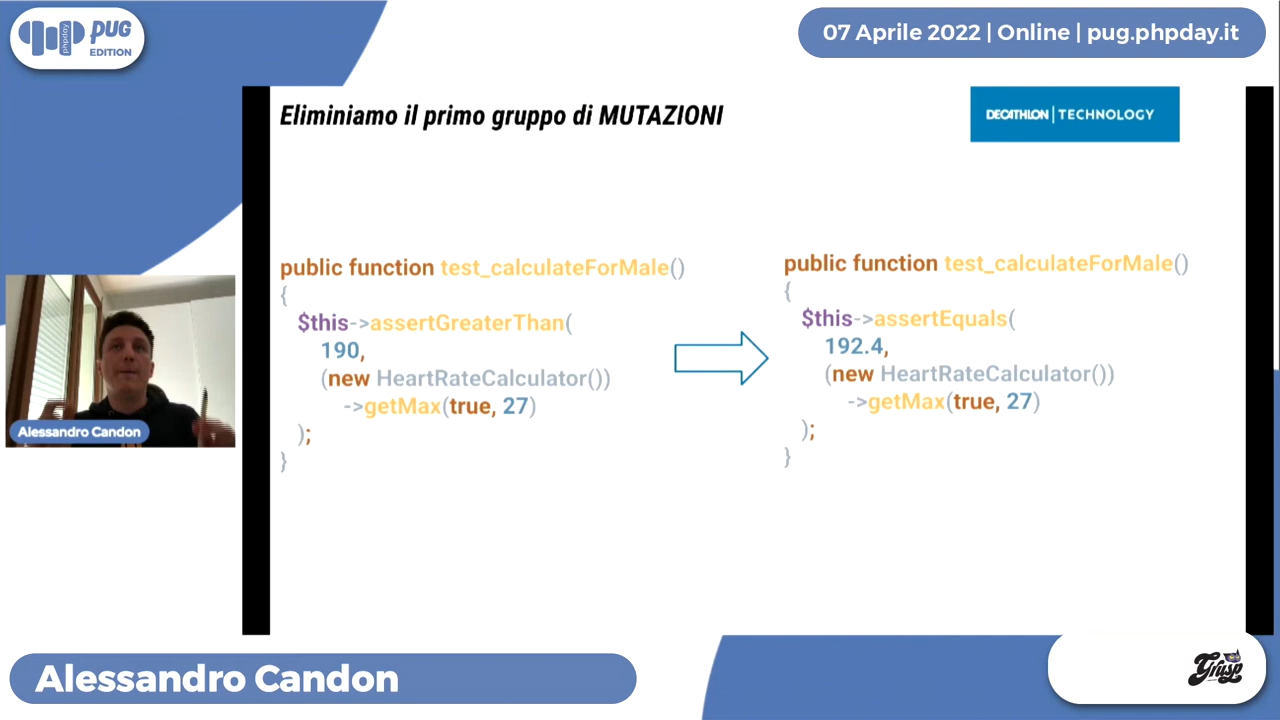 phpday
PUG
EDITION
07 Aprile 2022 | Online | pug.phpday.it
Eliminiamo il primo gruppo di MUTAZIONI
DECATHLON | TECHNOLOGY
public function test_calculateForMale()
{
$this->assertGreaterThan(
190,
(new HeartRateCalculator())
->getMax(true, 27)
);
}
public function test_calculateForMale()
{
$this->assertEquals(
192.4,
(new HeartRateCalculator())
->getMax(true, 27)
);
}
Alessandro Candon
Alessandro Candon
Grusp